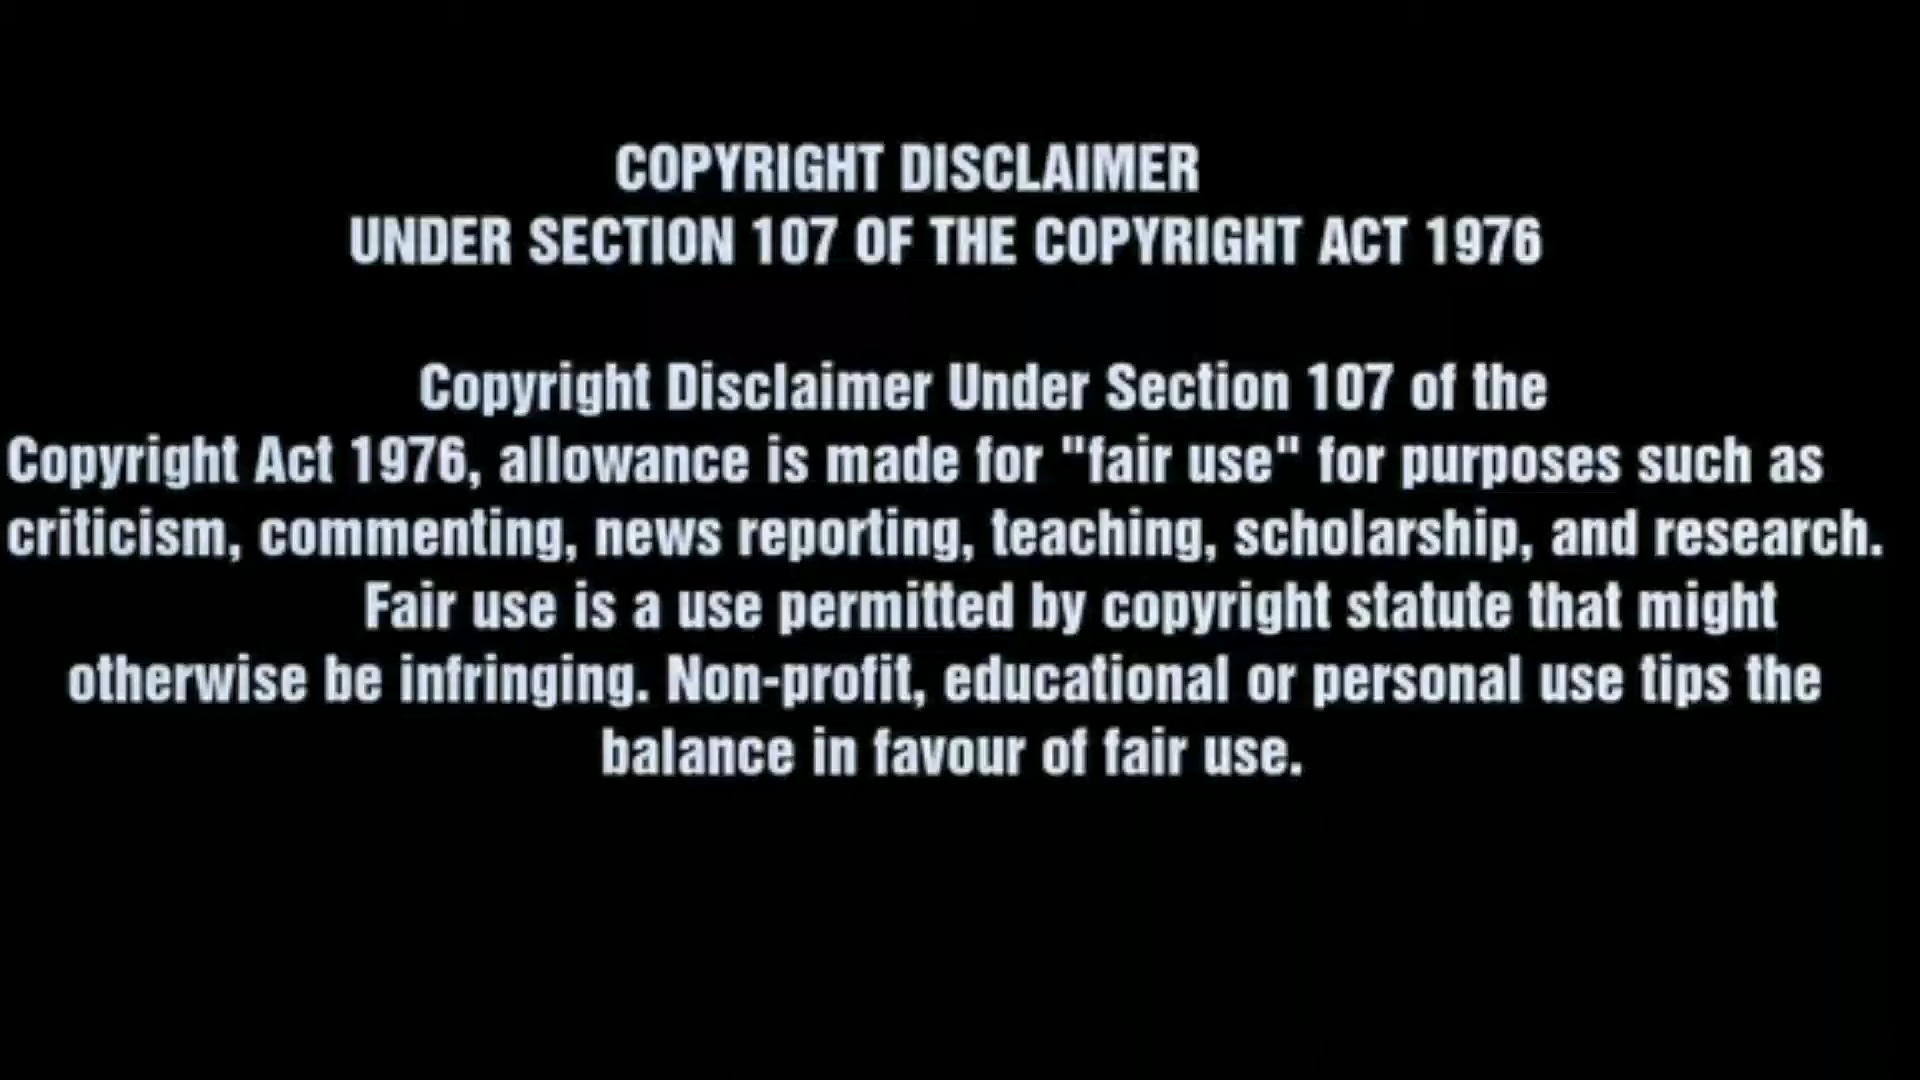 COPYRIGHT DISCLAIMER
UNDER SECTION 107 OF THE COPYRIGHT ACT 1976
Copyright Disclaimer Under Section 107 of the
Copyright Act 1976, allowance is made for "fair use" for purposes such as
criticism, commenting, news reporting, teaching, scholarship, and research.
Fair use is a use permitted by copyright statute that might
otherwise be infringing. Non-profit, educational or personal use tips the
balance in favour of fair use.